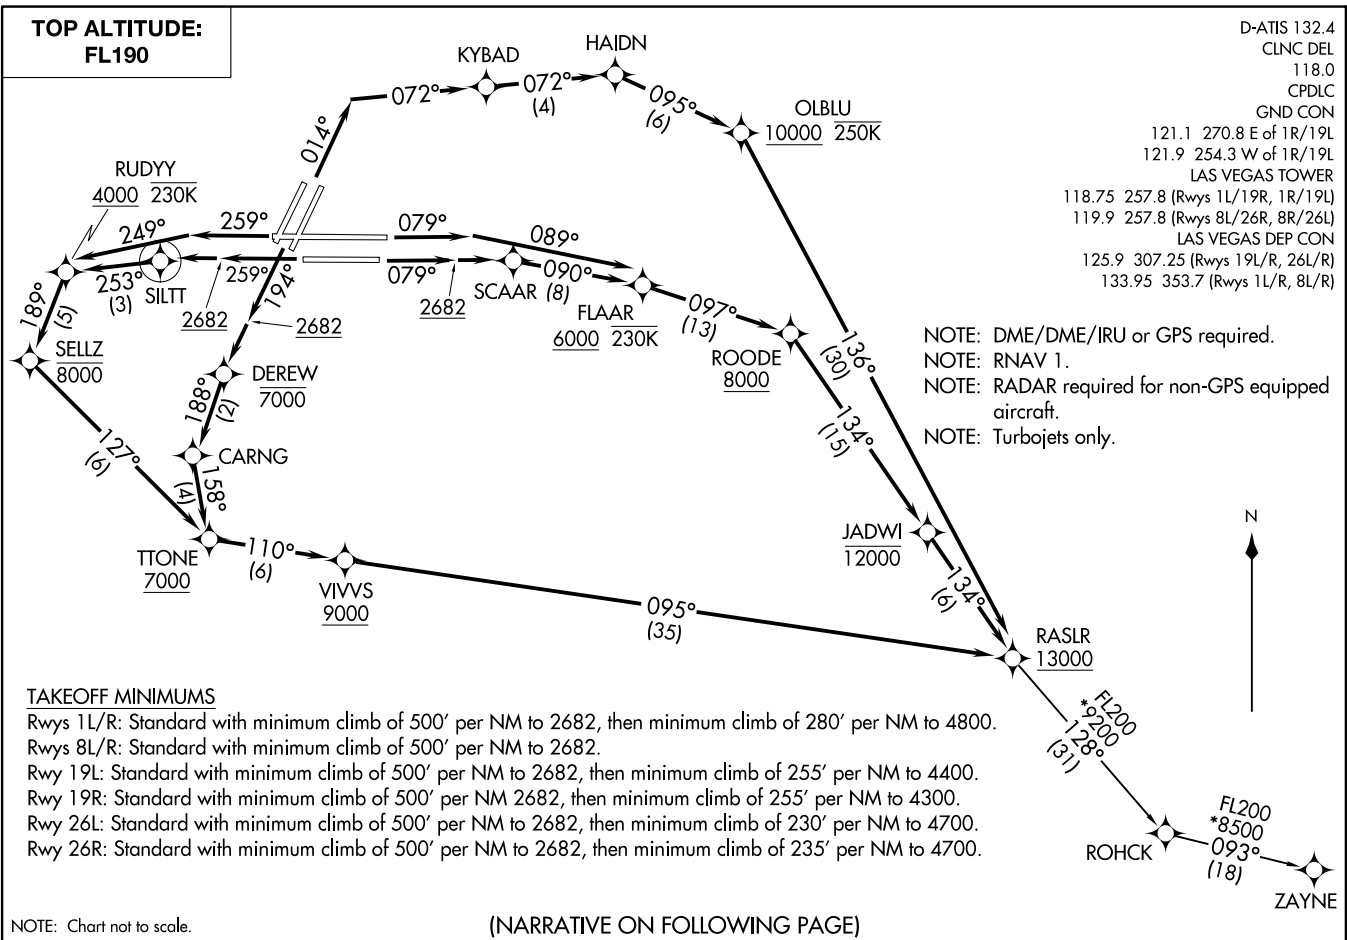 TOP ALTITUDE:
FL190
D-ATIS 132.4
CLNC DEL
118.0
CPDLC
GND CON
121.1 270.8 E of 1R/19L
121.9 254.3 W of 1R/19L
LAS VEGAS TOWER
118.75 257.8 (Rwys 1L/19R, 1R/19L)
119.9 257.8 (Rwys 8L/26R, 8R/26L)
LAS VEGAS DEP CON
125.9 307.25 (Rwys 19L/R, 26L/R)
133.95 353.7 (Rwys 1L/R, 8L/R)
KYBAD
HAIDN
072°
072°
(4)
095°
(6)
OLBLU
10000 250K
014°
RUDYY
4000 230K
249°
259°
079°
089°
253°
(3)
SILTT
259°
2682
194°
2682
079°
2682
SCAAR
090°
(8)
FLAAR
6000 230K
097°
(13)
ROODE
8000
136°
(30)
189°
(5)
SELLZ
8000
DEREW
7000
188°
(2)
CARNG
127°
(6)
158°
(4)
TTONE
7000
110°
(6)
VIVVS
9000
095°
(35)
134°
(15)
JADWI
12000
134°
(6)
RASLR
13000
NOTE: DME/DME/IRU or GPS required.
NOTE: RNAV 1.
NOTE: RADAR required for non-GPS equipped
aircraft.
NOTE: Turbojets only.
N
FL200
*9200
128°
(31)
ROHCK
FL200
*8500
093°
(18)
ZAYNE
TAKEOFF MINIMUMS
Rwys 1L/R: Standard with minimum climb of 500' per NM to 2682, then minimum climb of 280' per NM to 4800.
Rwys 8L/R: Standard with minimum climb of 500' per NM to 2682.
Rwy 19L: Standard with minimum climb of 500' per NM to 2682, then minimum climb of 255' per NM to 4400.
Rwy 19R: Standard with minimum climb of 500' per NM 2682, then minimum climb of 255' per NM to 4300.
Rwy 26L: Standard with minimum climb of 500' per NM to 2682, then minimum climb of 230' per NM to 4700.
Rwy 26R: Standard with minimum climb of 500' per NM to 2682, then minimum climb of 235' per NM to 4700.
NOTE: Chart not to scale.
(NARRATIVE ON FOLLOWING PAGE)